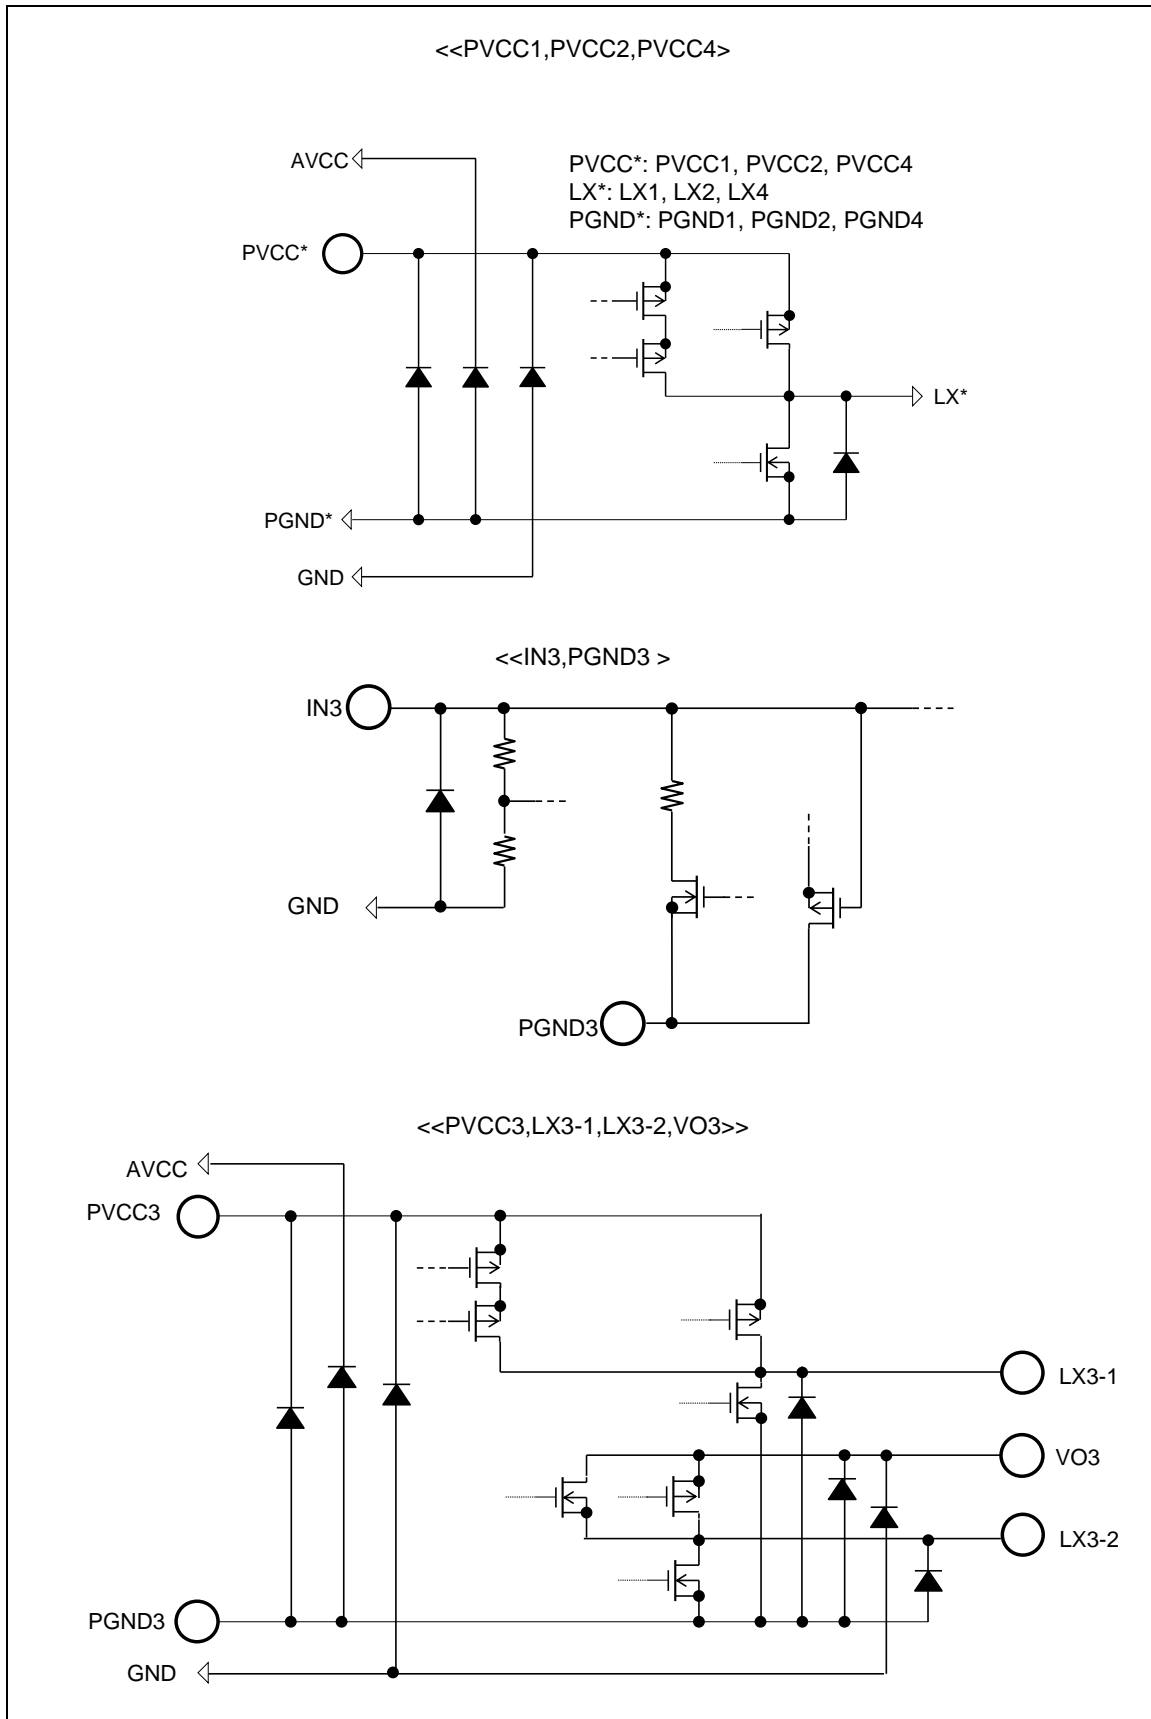 <<PVCC1,PVCC2,PVCC4>
AVCC
PVCC*: PVCC1, PVCC2, PVCC4
LX*: LX1, LX2, LX4
PGND*: PGND1, PGND2, PGND4
PVCC*
LX*
PGND*
GND
<<IN3,PGND3 >
IN3
GND
PGND3
<<PVCC3,LX3-1,LX3-2,VO3>>
AVCC
PVCC3
LX3-1
VO3
LX3-2
PGND3
GND